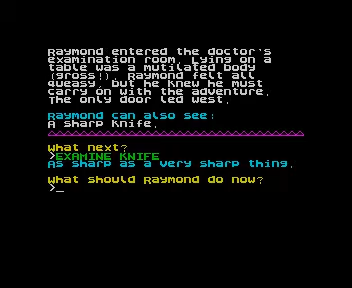 Raymond entered the doctor's
examination room. Lying on a
table was a mutilated body
(gross!). Raymond felt all
queasy, but he knew he must
carry on with the adventure.
The only door led west.
Raymond can also see:
A sharp knife.
What next?
>EXAMINE KNIFE
As sharp as a very sharp thing.
What should Raymond do now?
>_